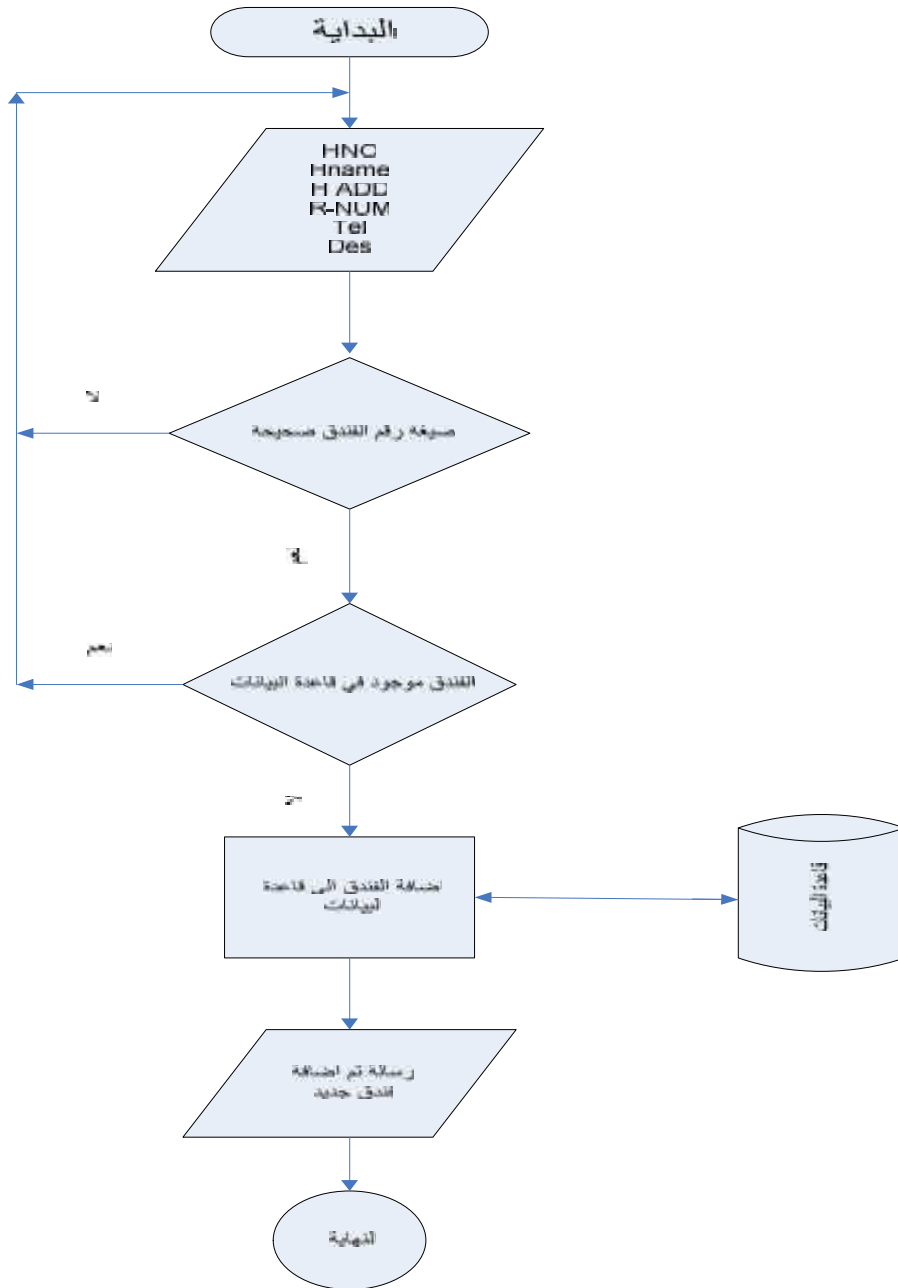 البداية
HNO
Hname
H ADD
R-NUM
Tel
Des
لا
صيغه رقم الفندق صحيحة
نعم
الفندق موجود في قاعدة البيانات
اضافة الفندق الى قاعدة
البيانات
قاعدة البيانات
رسالة تم اضافة
فندق جديد
النهاية